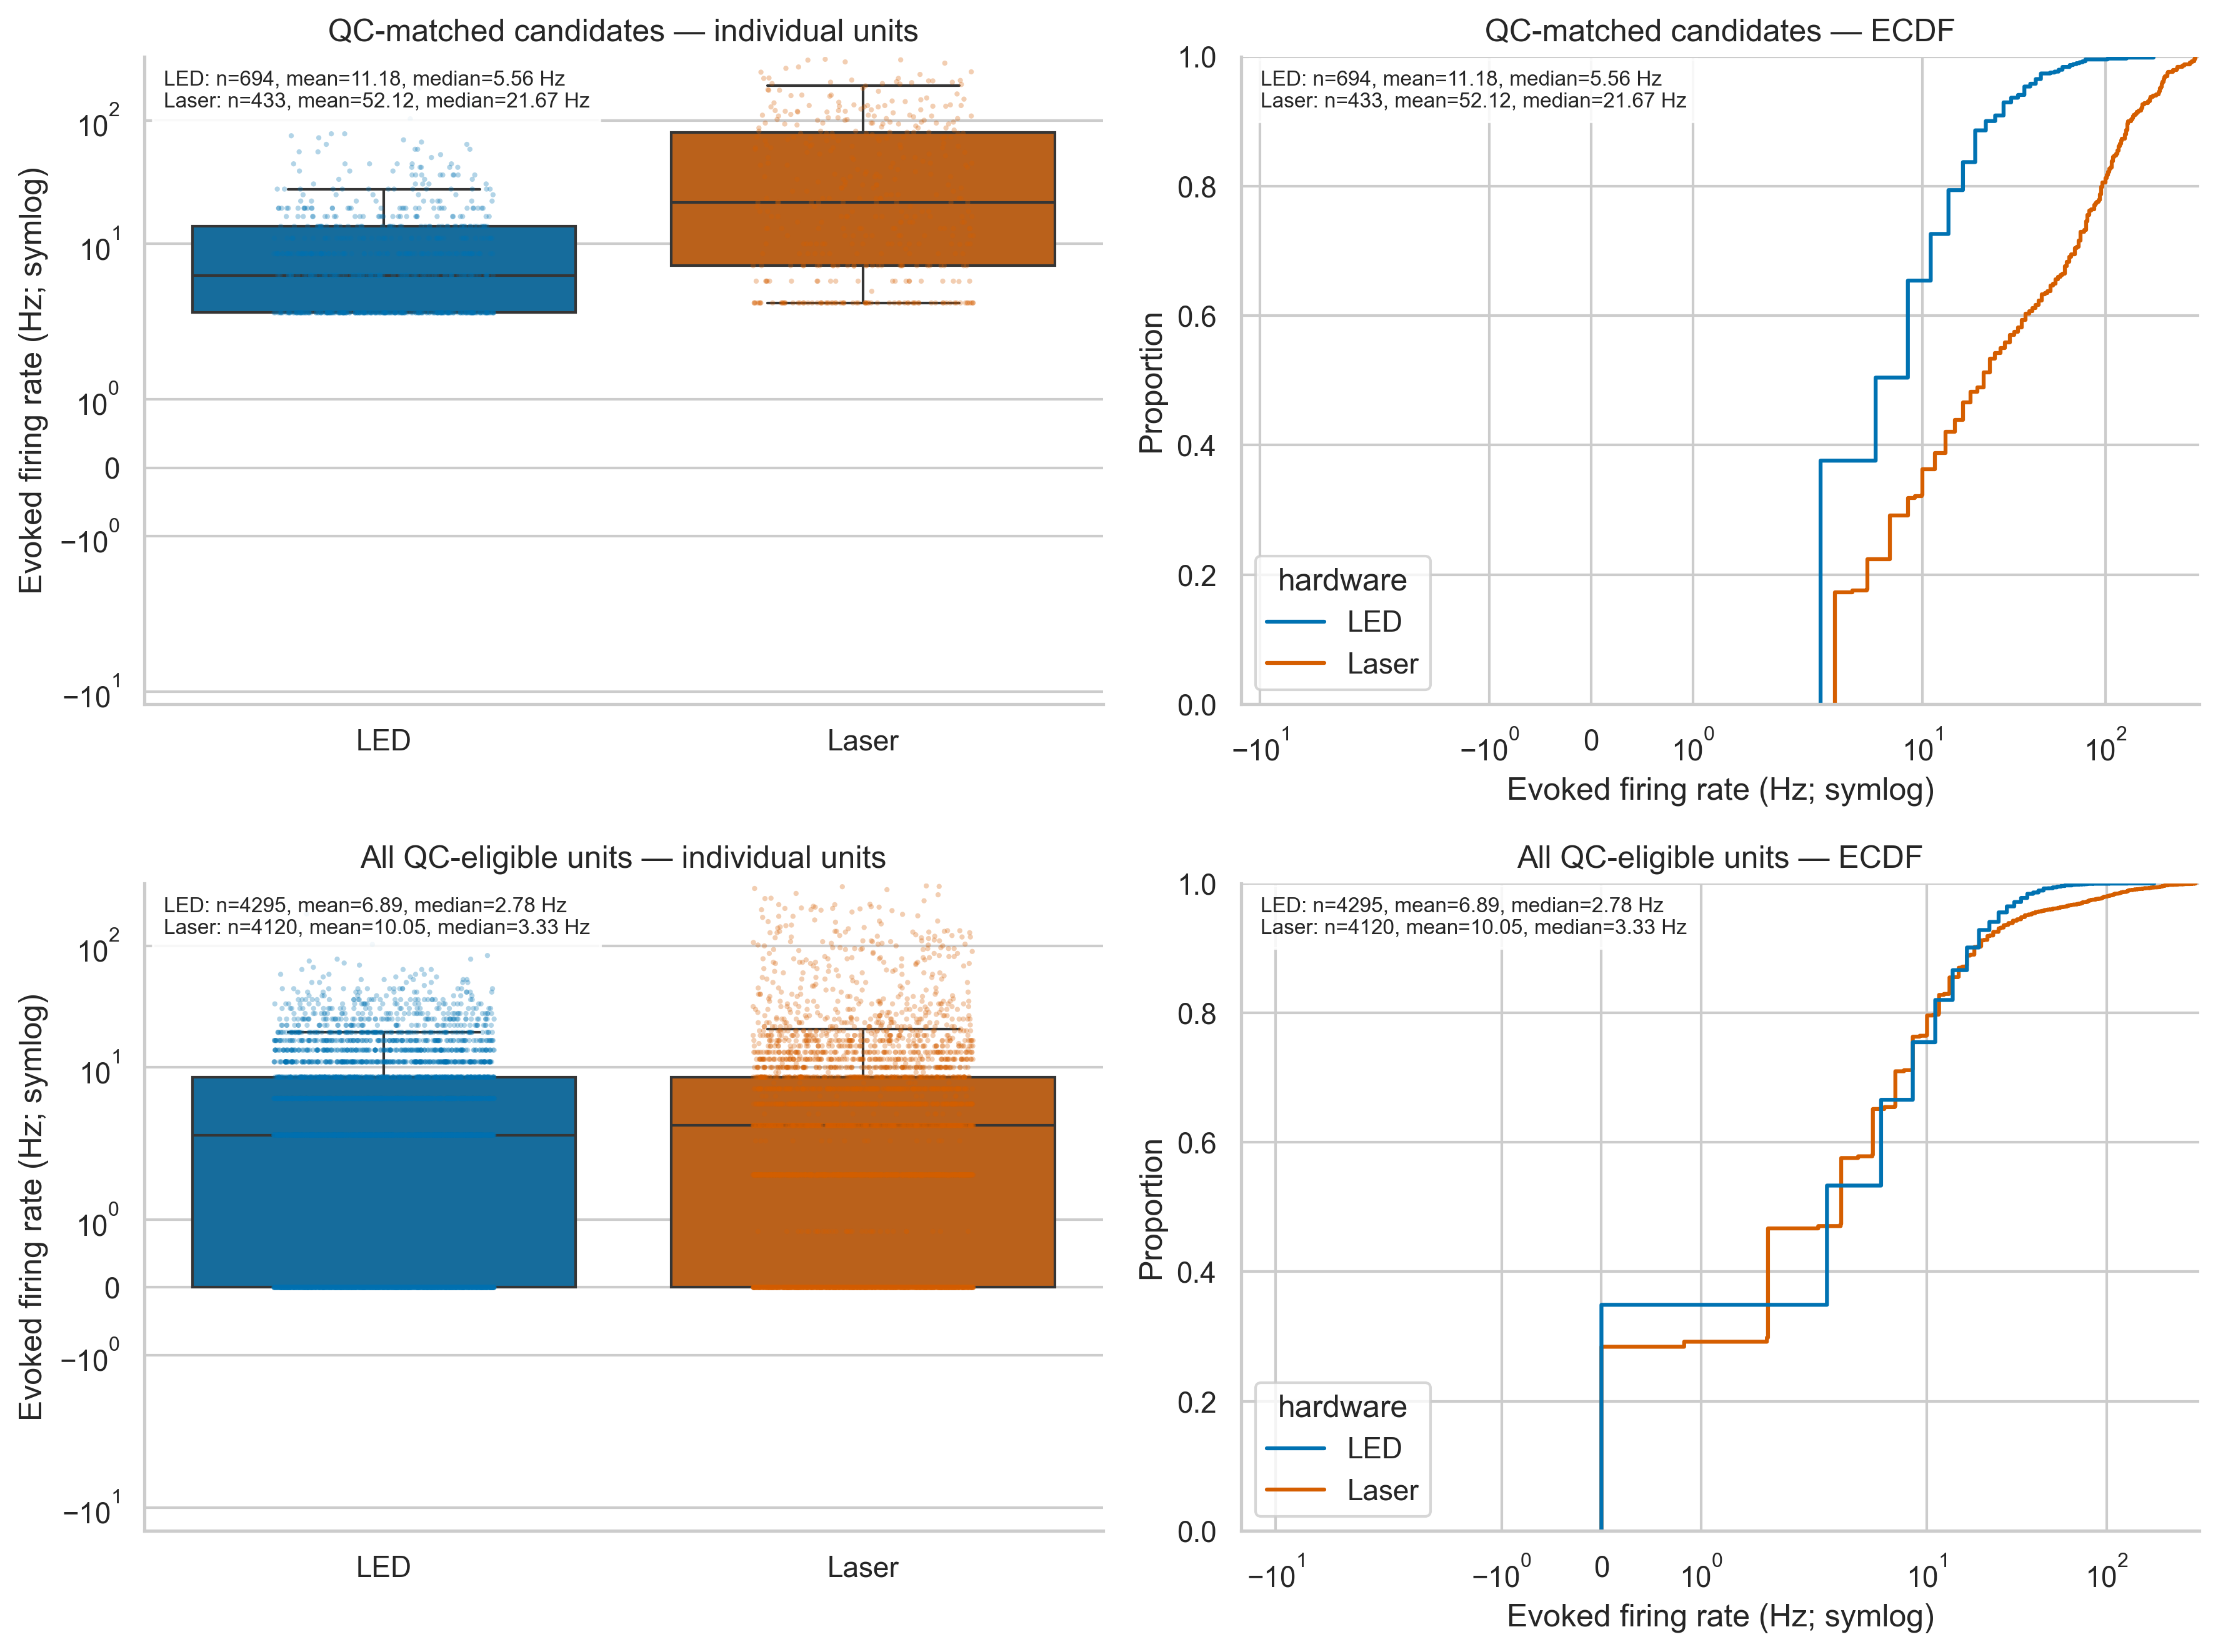 QC-matched candidates — individual units
LED: n=694, mean=11.18, median=5.56 Hz
Laser: n=433, mean=52.12, median=21.67 Hz
Evoked firing rate (Hz; symlog)
10^2
10^1
10^0
0
−10^0
−10^1
LED
Laser
QC-matched candidates — ECDF
LED: n=694, mean=11.18, median=5.56 Hz
Laser: n=433, mean=52.12, median=21.67 Hz
Proportion
1.0
0.8
0.6
0.4
0.2
0.0
hardware
LED
Laser
−10^1
−10^0
0
10^0
10^1
10^2
Evoked firing rate (Hz; symlog)
All QC-eligible units — individual units
LED: n=4295, mean=6.89, median=2.78 Hz
Laser: n=4120, mean=10.05, median=3.33 Hz
Evoked firing rate (Hz; symlog)
10^2
10^1
10^0
0
−10^0
−10^1
LED
Laser
All QC-eligible units — ECDF
LED: n=4295, mean=6.89, median=2.78 Hz
Laser: n=4120, mean=10.05, median=3.33 Hz
Proportion
1.0
0.8
0.6
0.4
0.2
0.0
hardware
LED
Laser
−10^1
−10^0
0
10^0
10^1
10^2
Evoked firing rate (Hz; symlog)